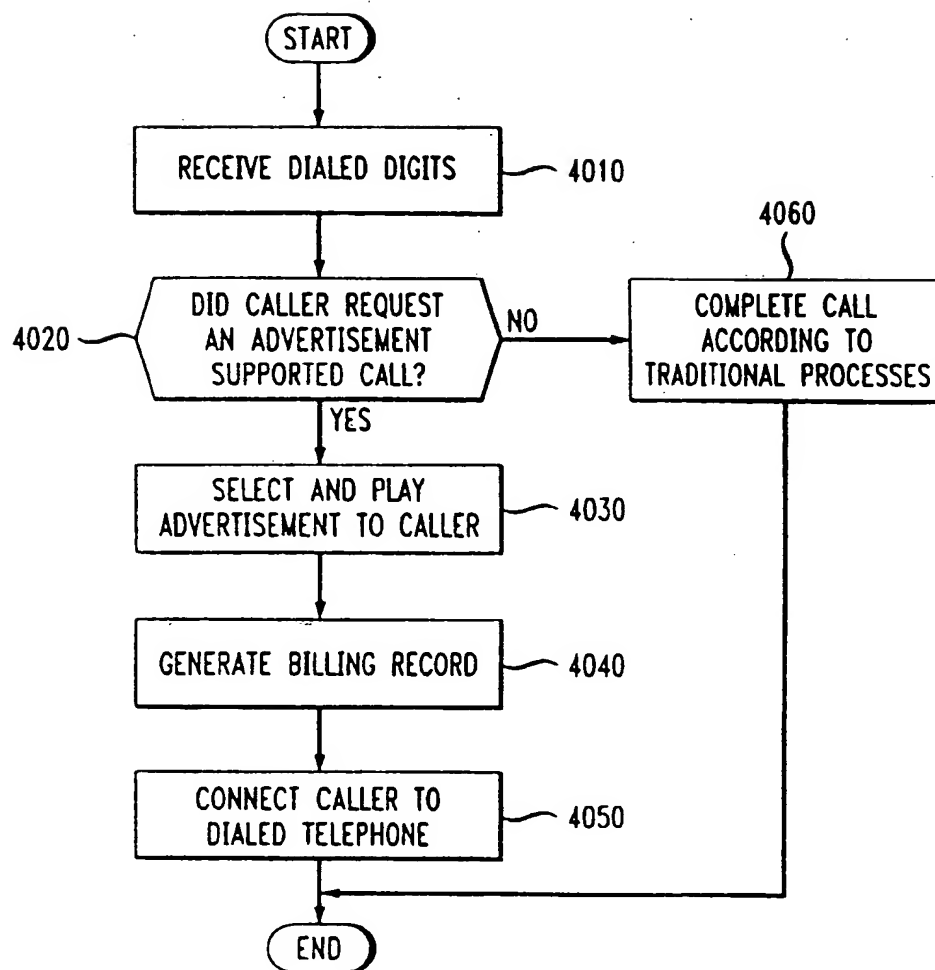 START
RECEIVE DIALED DIGITS
4010
4060
4020
DID CALLER REQUEST
AN ADVERTISEMENT
SUPPORTED CALL?
NO
COMPLETE CALL
ACCORDING TO
TRADITIONAL PROCESSES
YES
SELECT AND PLAY
ADVERTISEMENT TO CALLER
4030
GENERATE BILLING RECORD
4040
CONNECT CALLER TO
DIALED TELEPHONE
4050
END